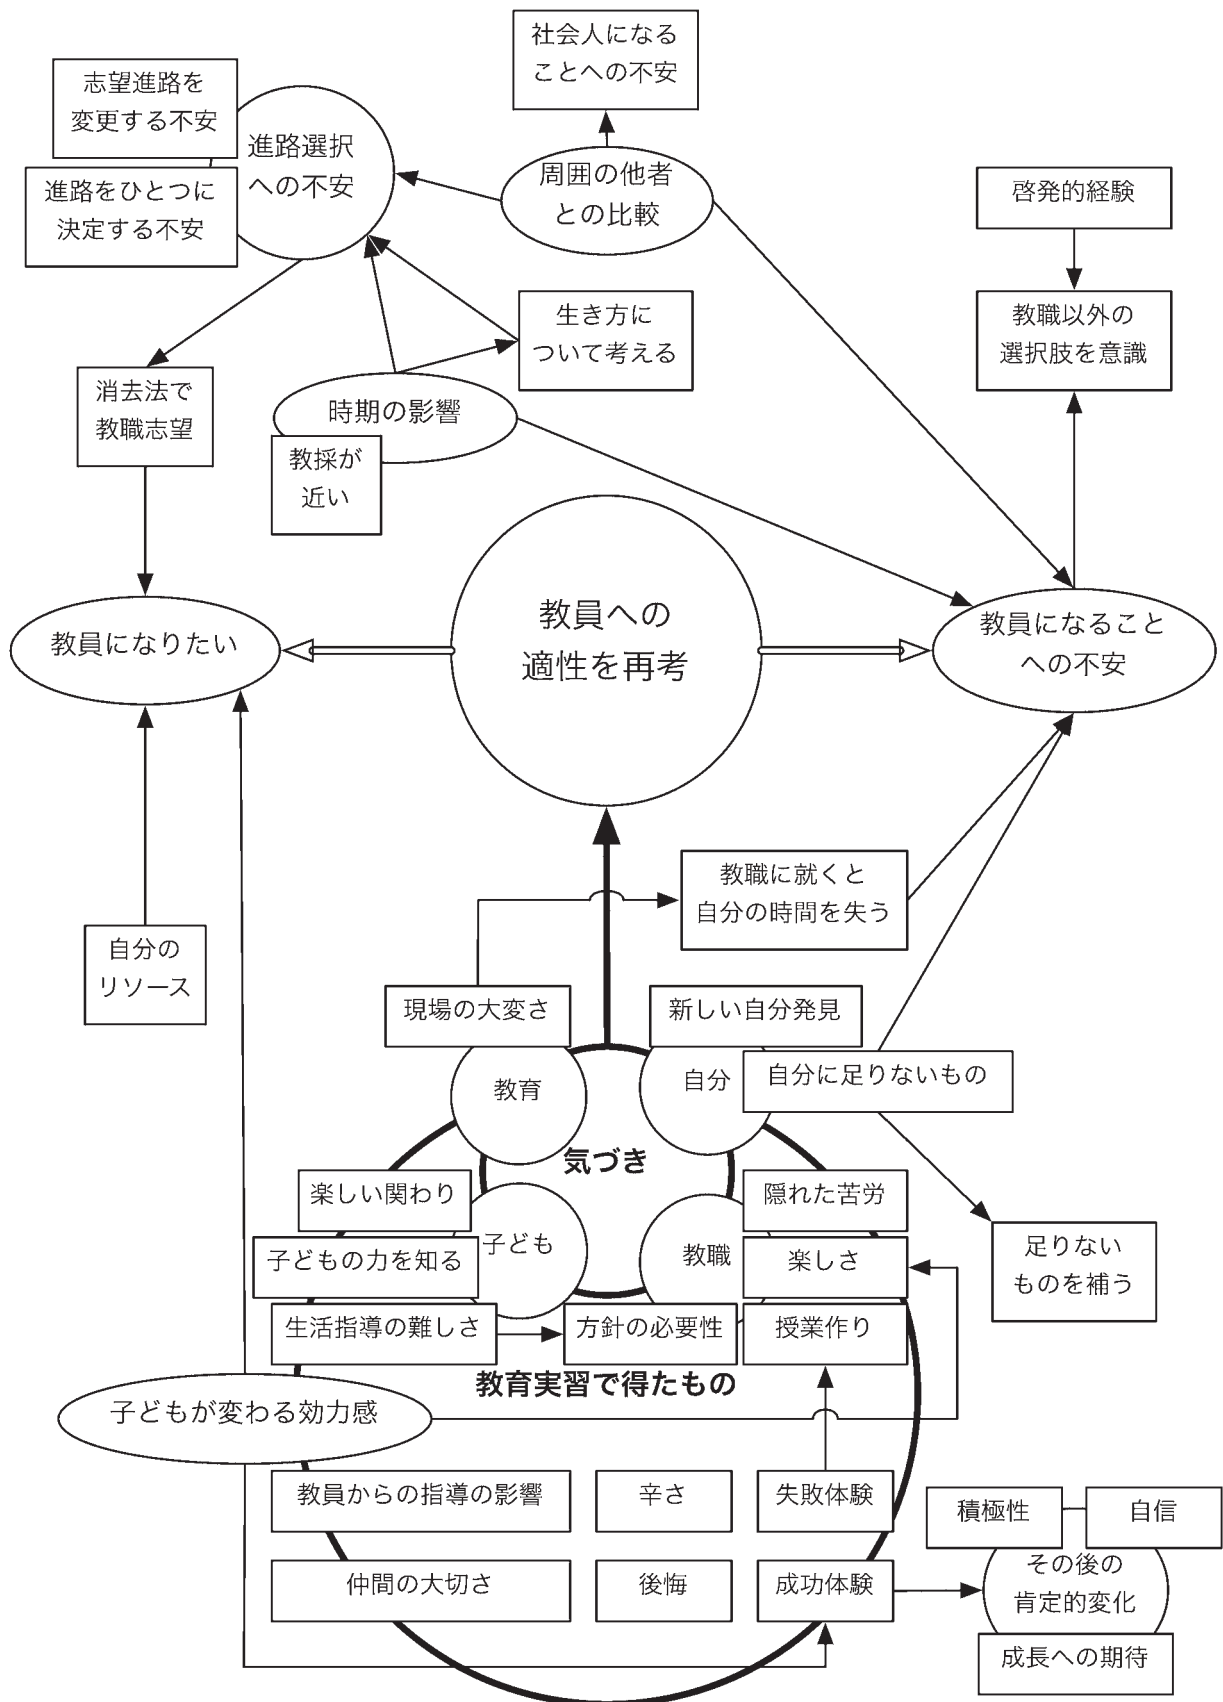 社会人になる
ことへの不安
志望進路を
変更する不安
進路選択
への不安
進路をひとつに
決定する不安
周囲の他者
との比較
啓発的経験
生き方に
ついて考える
教職以外の
選択肢を意識
消去法で
教職志望
時期の影響
教採が
近い
教員への
適性を再考
教員になりたい
教員になること
への不安
教職に就くと
自分の時間を失う
自分の
リソース
現場の大変さ
新しい自分発見
教育
自分
自分に足りないもの
気づき
楽しい関わり
隠れた苦労
子どもの力を知る
子ども
教職
楽しさ
足りない
ものを補う
生活指導の難しさ
方針の必要性
授業作り
教育実習で得たもの
子どもが変わる効力感
教員からの指導の影響
辛さ
失敗体験
積極性
自信
その後の
肯定的変化
仲間の大切さ
後悔
成功体験
成長への期待